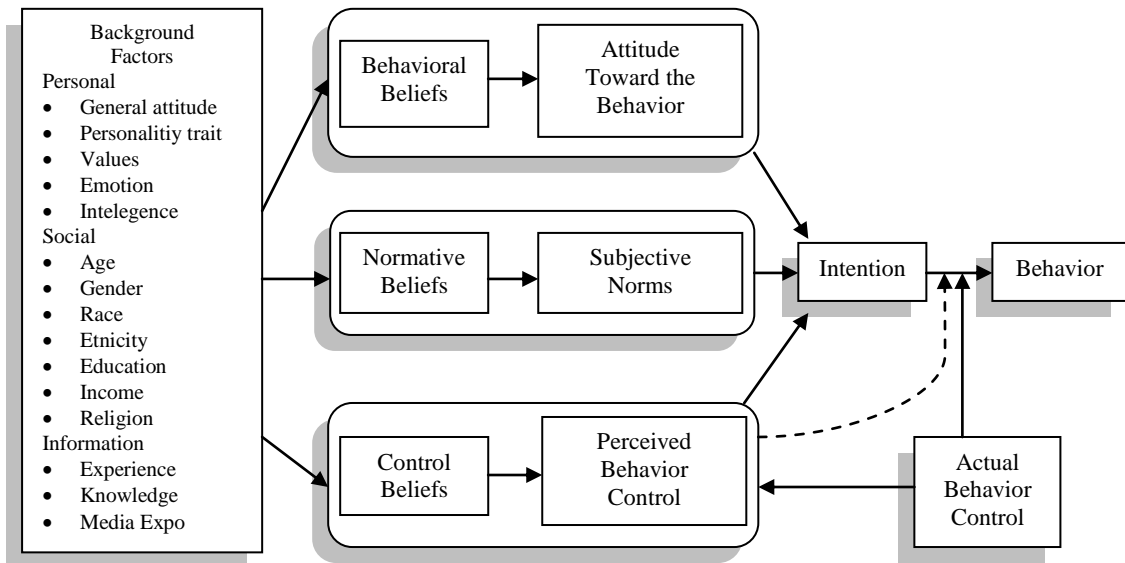 Background
Factors
Personal
• General attitude
• Personalitiy trait
• Values
• Emotion
• Intelegence
Social
• Age
• Gender
• Race
• Etnicity
• Education
• Income
• Religion
Information
• Experience
• Knowledge
• Media Expo
Behavioral
Beliefs
Attitude
Toward the
Behavior
Normative
Beliefs
Subjective
Norms
Control
Beliefs
Perceived
Behavior
Control
Intention
Behavior
Actual
Behavior
Control